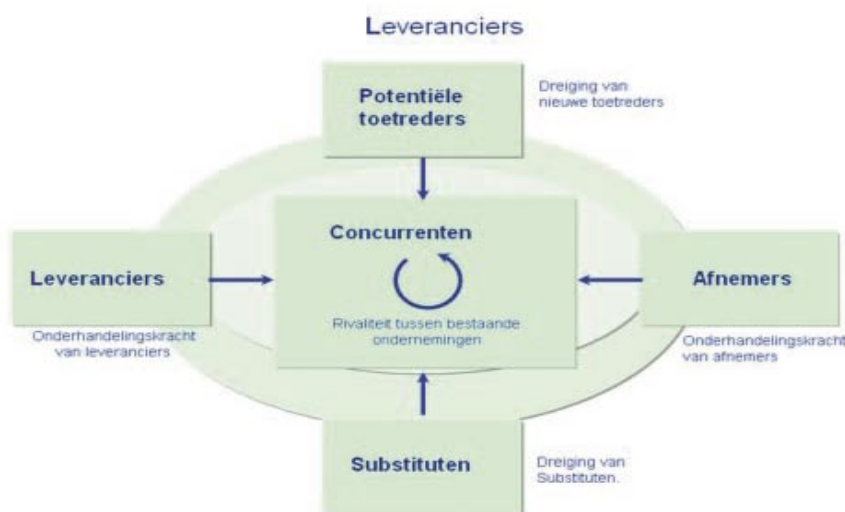 Leveranciers
Potentiële
toetreders
Dreiging van
nieuwe toetreders
Concurrenten
Rivaliteit tussen bestaande
ondernemingen
Leveranciers
Onderhandelingskracht
van leveranciers
Afnemers
Onderhandelingskracht
van afnemers
Substituten
Dreiging van
Substituten.